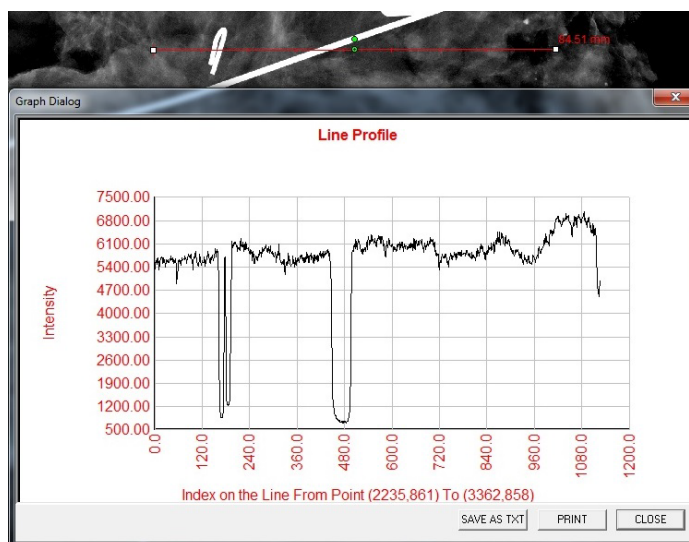 84.51 mm
Graph Dialog
x
Line Profile
7500.00
6800.00
6100.00
5400.00
4700.00
4000.00
3300.00
2600.00
1900.00
1200.00
500.00
Intensity
0.0
120.0
240.0
360.0
480.0
600.0
720.0
840.0
960.0
1080.0
1200.0
Index on the Line From Point (2235,861) To (3362,858)
SAVE AS TXT
PRINT
CLOSE